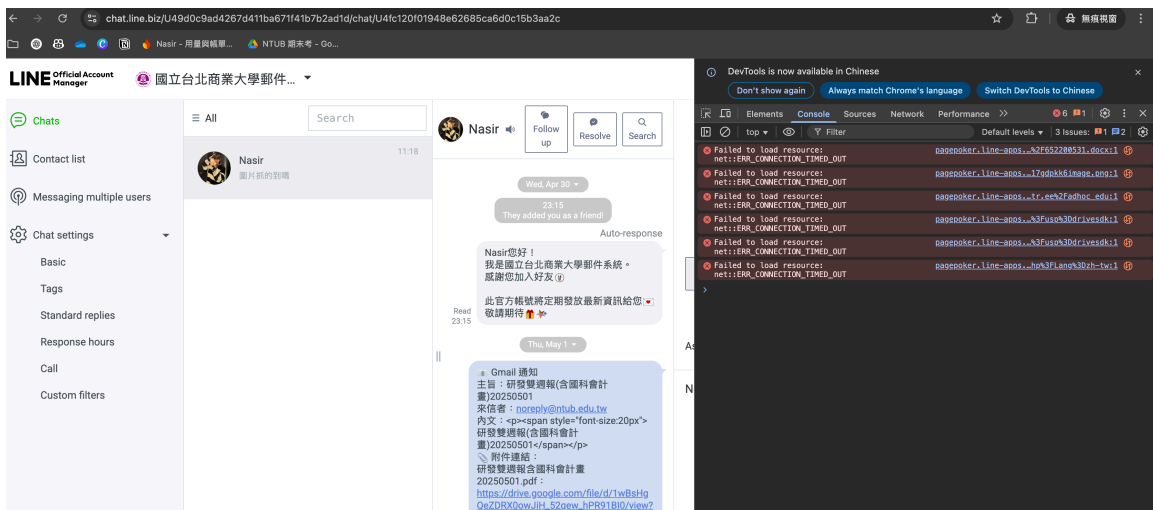 chat.line.biz/U49d0c9ad4267d411ba671f41b7b2ad1d/chat/U4fc120f01948e62685ca6d0c15b3aa2c
無痕視窗
Nasir - 用量與帳單...
NTUB 期末考 - Go...
LINE Official Account Manager
國立台北商業大學郵件...
Chats
Contact list
Messaging multiple users
Chat settings
Basic
Tags
Standard replies
Response hours
Call
Custom filters
All
Search
Nasir
11:18
圖片抓的到嗎
Nasir
Follow up
Resolve
Search
Wed, Apr 30
23:15
They added you as a friend!
Auto-response
Nasir您好！
我是國立台北商業大學郵件系統。
感謝您加入好友
此官方帳號將定期發放最新資訊給您
敬請期待
Read
23:15
Thu, May 1
Gmail 通知
主旨：研發雙週報(含國科會計
畫)20250501
來信者：noreply@ntub.edu.tw
內文：<p><span style="font-size:20px">
研發雙週報(含國科會計
畫)20250501</span></p>
附件連結：
研發雙週報含國科會計畫
20250501.pdf：
https://drive.google.com/file/d/1wBsHg
QeZDRX0owJiH_52qew_hPR91BI0/view?
As
N
DevTools is now available in Chinese
Don't show again
Always match Chrome's language
Switch DevTools to Chinese
Elements
Console
Sources
Network
Performance
6
1
top
Filter
Default levels
3 Issues:
1
2
Failed to load resource: pagepoker.line-apps.…%2F652200531.docx:1
net::ERR_CONNECTION_TIMED_OUT
Failed to load resource: pagepoker.line-apps.…17gdpkk6image.png:1
net::ERR_CONNECTION_TIMED_OUT
Failed to load resource: pagepoker.line-apps.…tr.ee%2Fadhoc_edu:1
net::ERR_CONNECTION_TIMED_OUT
Failed to load resource: pagepoker.line-apps.…%3Fusp%3Ddrivesdk:1
net::ERR_CONNECTION_TIMED_OUT
Failed to load resource: pagepoker.line-apps.…%3Fusp%3Ddrivesdk:1
net::ERR_CONNECTION_TIMED_OUT
Failed to load resource: pagepoker.line-apps.…hp%3FLang%3Dzh-tw:1
net::ERR_CONNECTION_TIMED_OUT